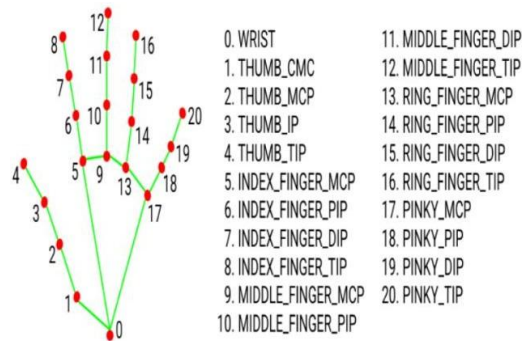 12
8
16
11
7
15
20
10
6
14
19
4
5
9
13
18
3
17
2
1
0
0. WRIST
1. THUMB_CMC
2. THUMB_MCP
3. THUMB_IP
4. THUMB_TIP
5. INDEX_FINGER_MCP
6. INDEX_FINGER_PIP
7. INDEX_FINGER_DIP
8. INDEX_FINGER_TIP
9. MIDDLE_FINGER_MCP
10. MIDDLE_FINGER_PIP
11. MIDDLE_FINGER_DIP
12. MIDDLE_FINGER_TIP
13. RING_FINGER_MCP
14. RING_FINGER_PIP
15. RING_FINGER_DIP
16. RING_FINGER_TIP
17. PINKY_MCP
18. PINKY_PIP
19. PINKY_DIP
20. PINKY_TIP